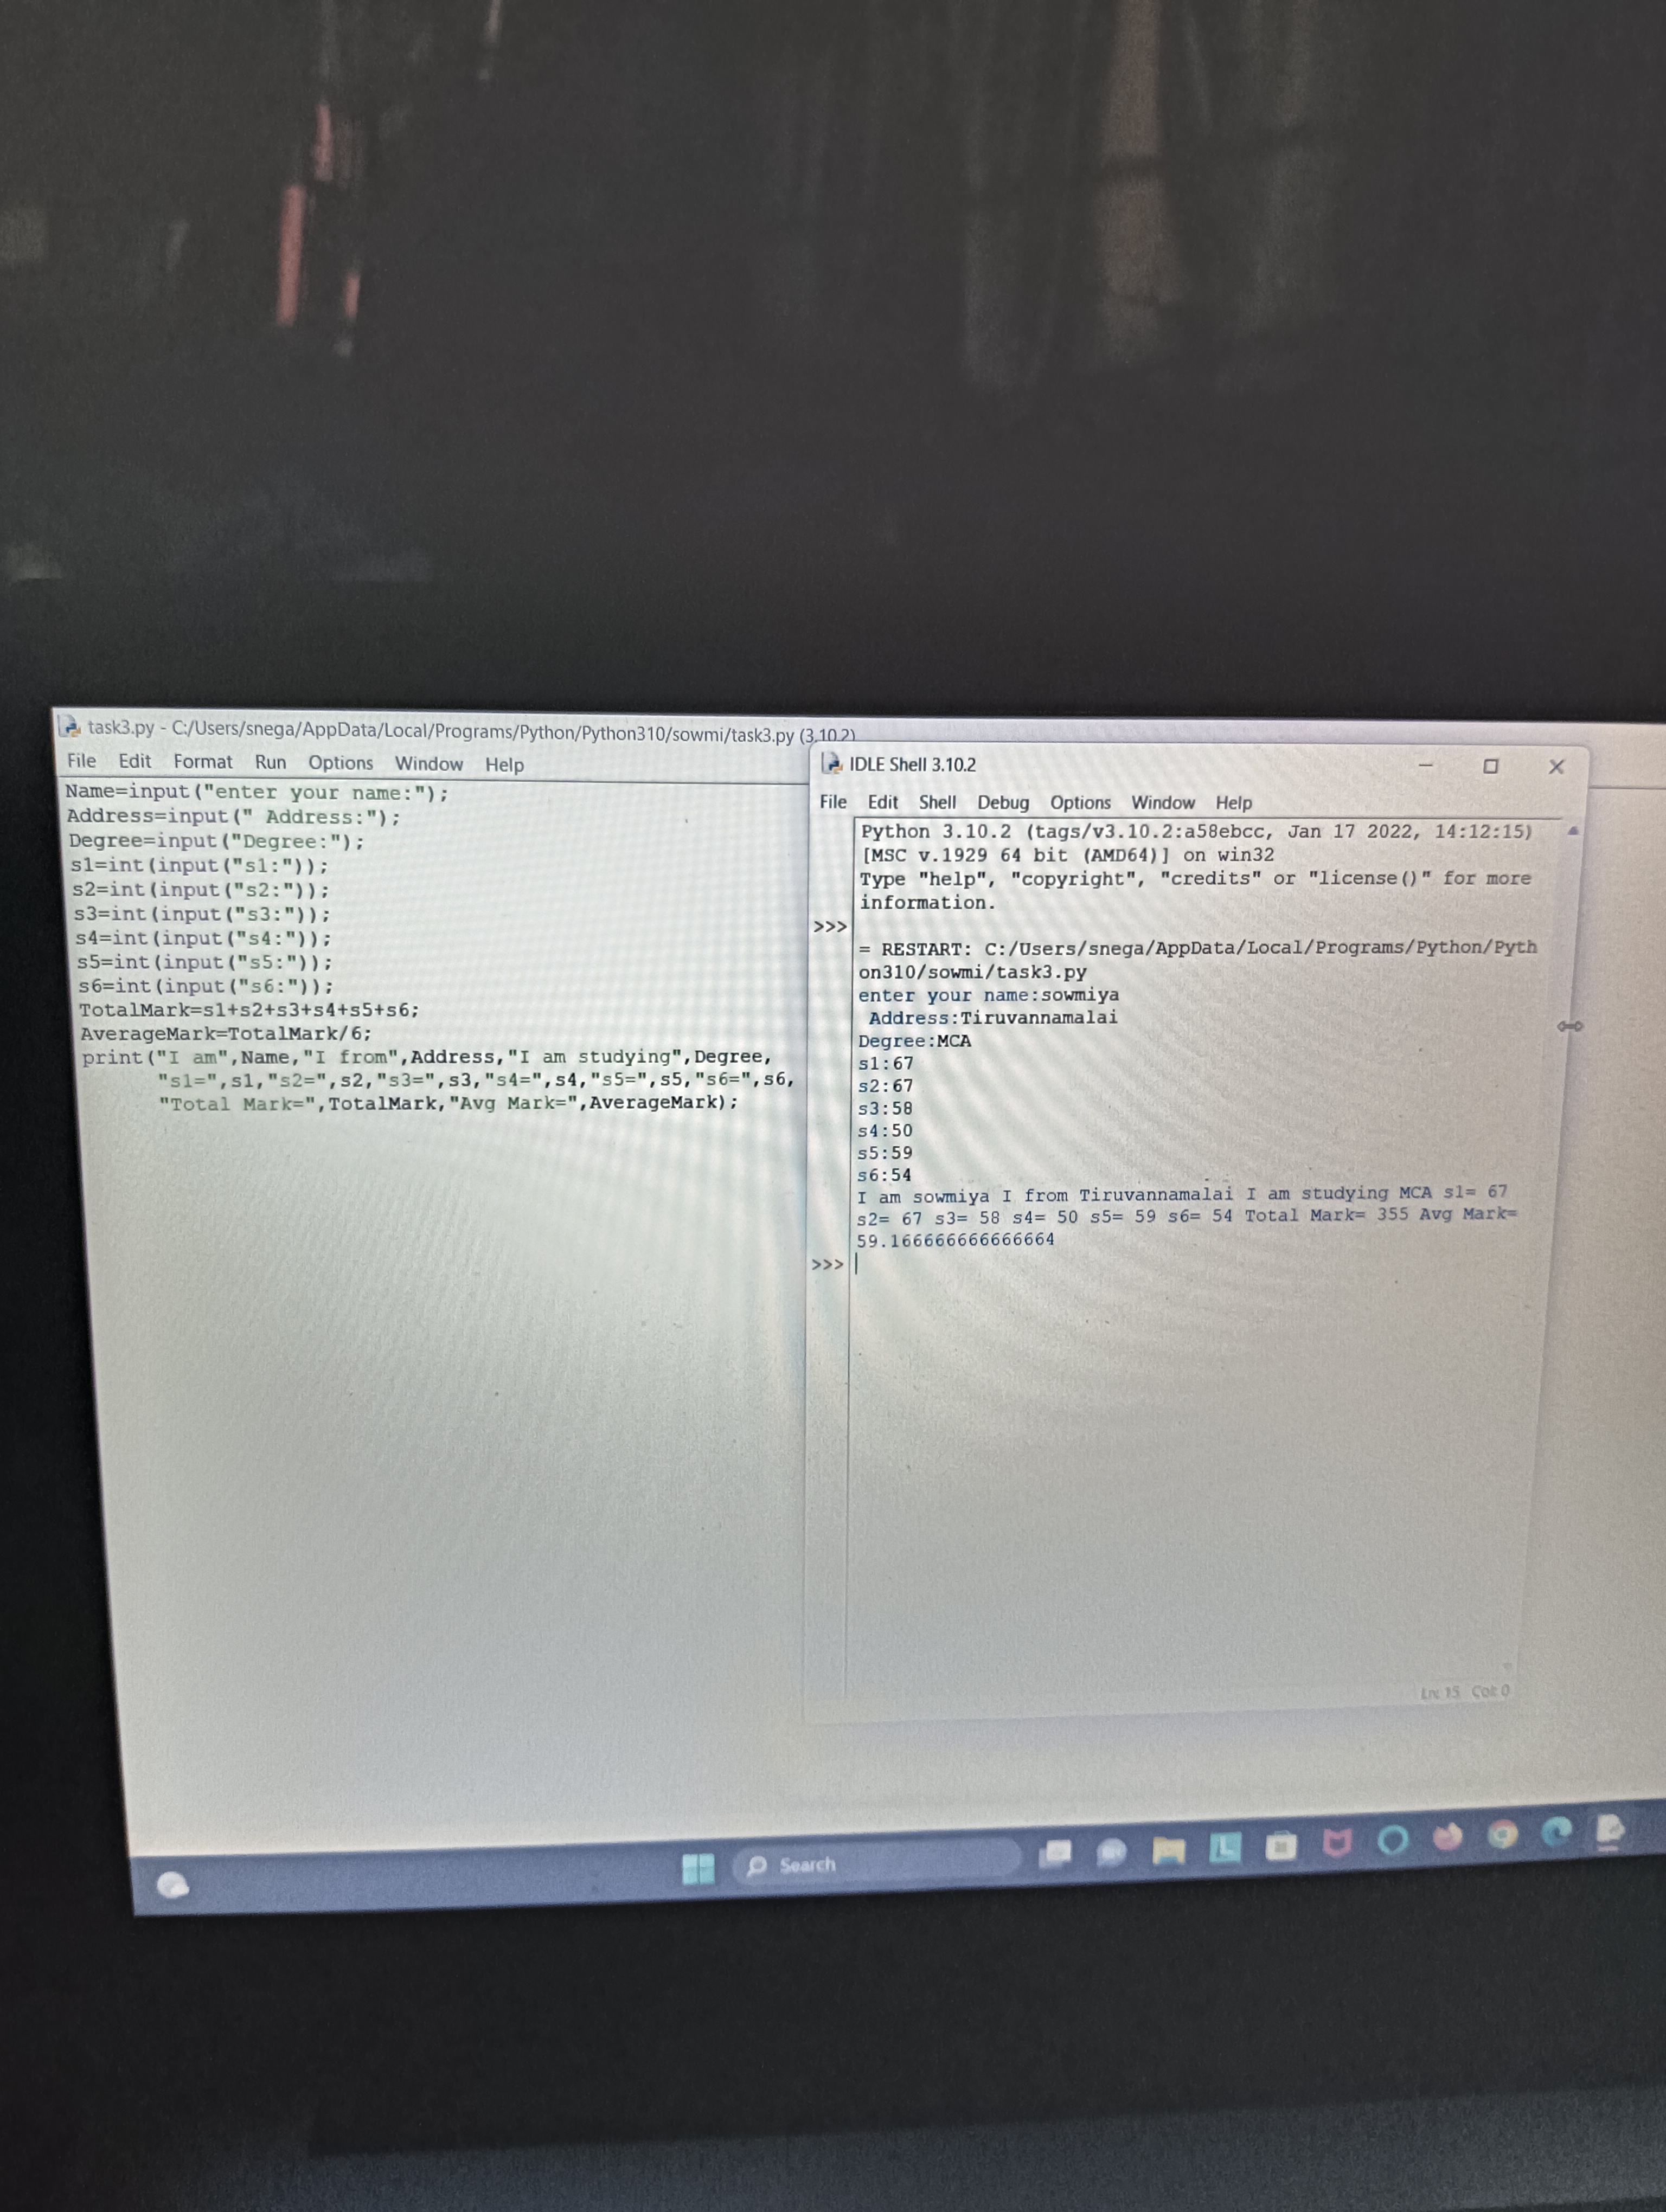 task3.py - C:/Users/snega/AppData/Local/Programs/Python/Python310/sowmi/task3.py (3.10.2)
File Edit Format Run Options Window Help
Name=input("enter your name:");
Address=input(" Address:");
Degree=input("Degree:");
s1=int(input("s1:"));
s2=int(input("s2:"));
s3=int(input("s3:"));
s4=int(input("s4:"));
s5=int(input("s5:"));
s6=int(input("s6:"));
TotalMark=s1+s2+s3+s4+s5+s6;
AverageMark=TotalMark/6;
print("I am",Name,"I from",Address,"I am studying",Degree,
"s1=",s1,"s2=",s2,"s3=",s3,"s4=",s4,"s5=",s5,"s6=",s6,
"Total Mark=",TotalMark,"Avg Mark=",AverageMark);
IDLE Shell 3.10.2
File Edit Shell Debug Options Window Help
Python 3.10.2 (tags/v3.10.2:a58ebcc, Jan 17 2022, 14:12:15)
[MSC v.1929 64 bit (AMD64)] on win32
Type "help", "copyright", "credits" or "license()" for more
information.
>>>
= RESTART: C:/Users/snega/AppData/Local/Programs/Python/Pyth
on310/sowmi/task3.py
enter your name:sowmiya
 Address:Tiruvannamalai
Degree:MCA
s1:67
s2:67
s3:58
s4:50
s5:59
s6:54
I am sowmiya I from Tiruvannamalai I am studying MCA s1= 67
s2= 67 s3= 58 s4= 50 s5= 59 s6= 54 Total Mark= 355 Avg Mark=
59.166666666666664
>>>
Ln: 15 Col: 0
Search